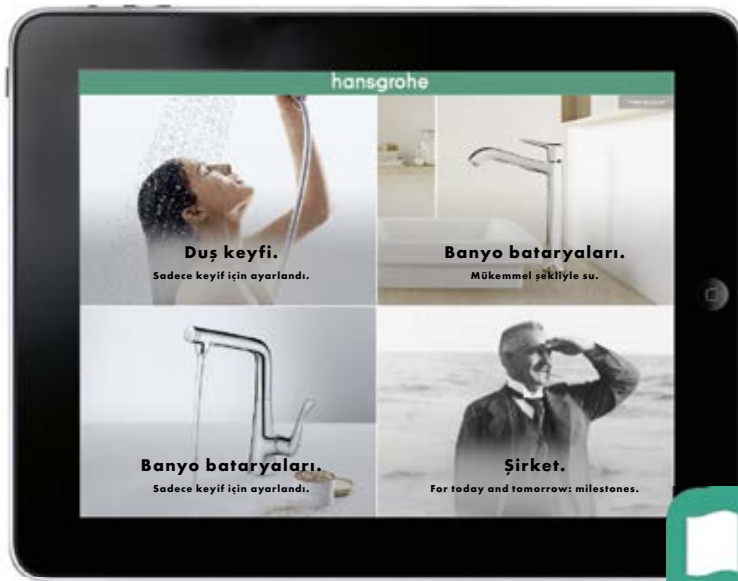 hansgrohe
Duş keyfi.
Sadece keyif için ayarlandı.
Banyo bataryaları.
Mükemmel şekliyle su.
Banyo bataryaları.
Sadece keyif için ayarlandı.
Şirket.
For today and tomorrow: milestones.